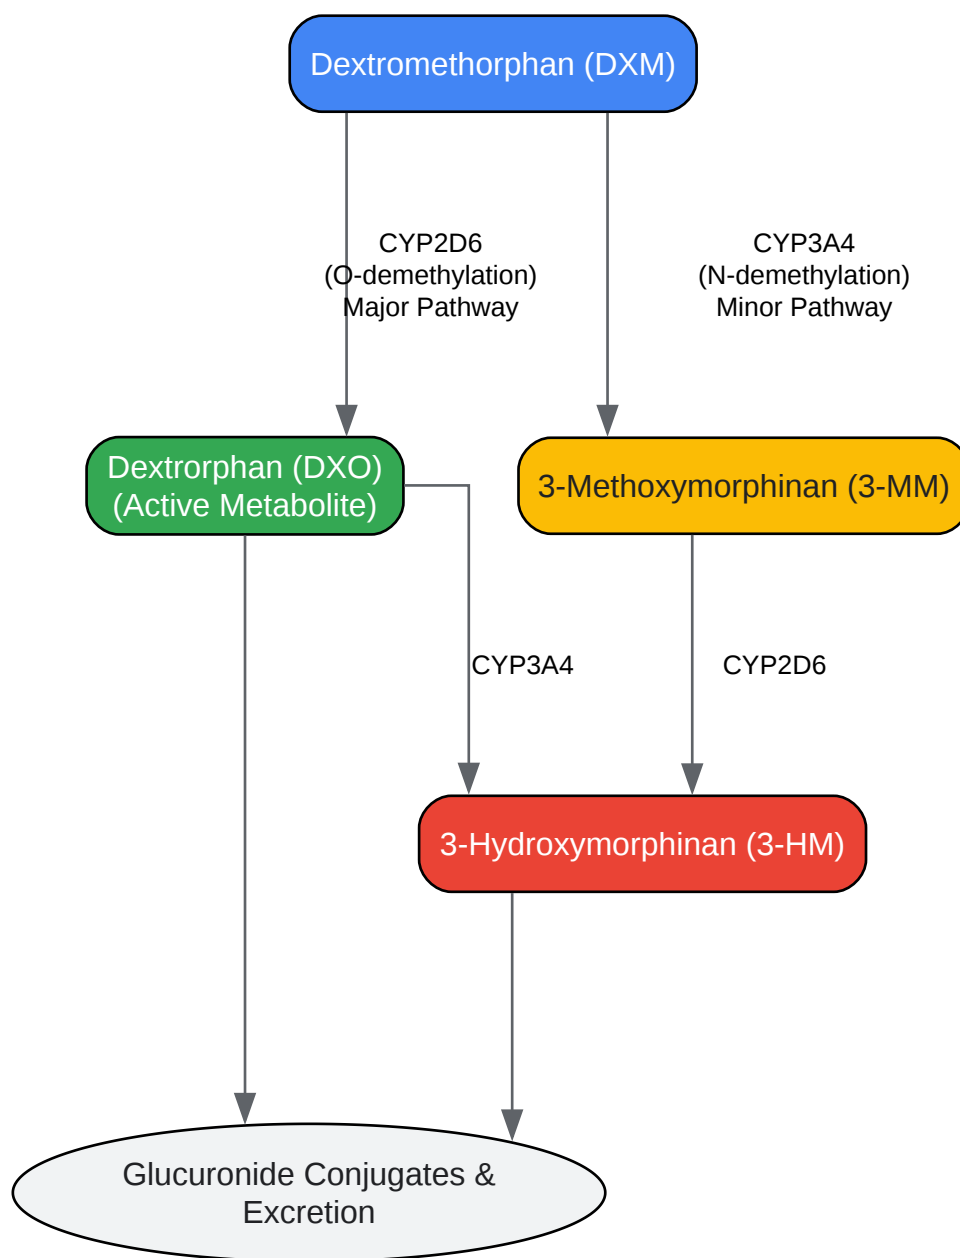 Dextromethorphan (DXM)
CYP2D6
(O-demethylation)
Major Pathway
CYP3A4
(N-demethylation)
Minor Pathway
Dextrorphan (DXO)
(Active Metabolite)
3-Methoxymorphinan (3-MM)
CYP3A4
CYP2D6
3-Hydroxymorphinan (3-HM)
Glucuronide Conjugates &
Excretion